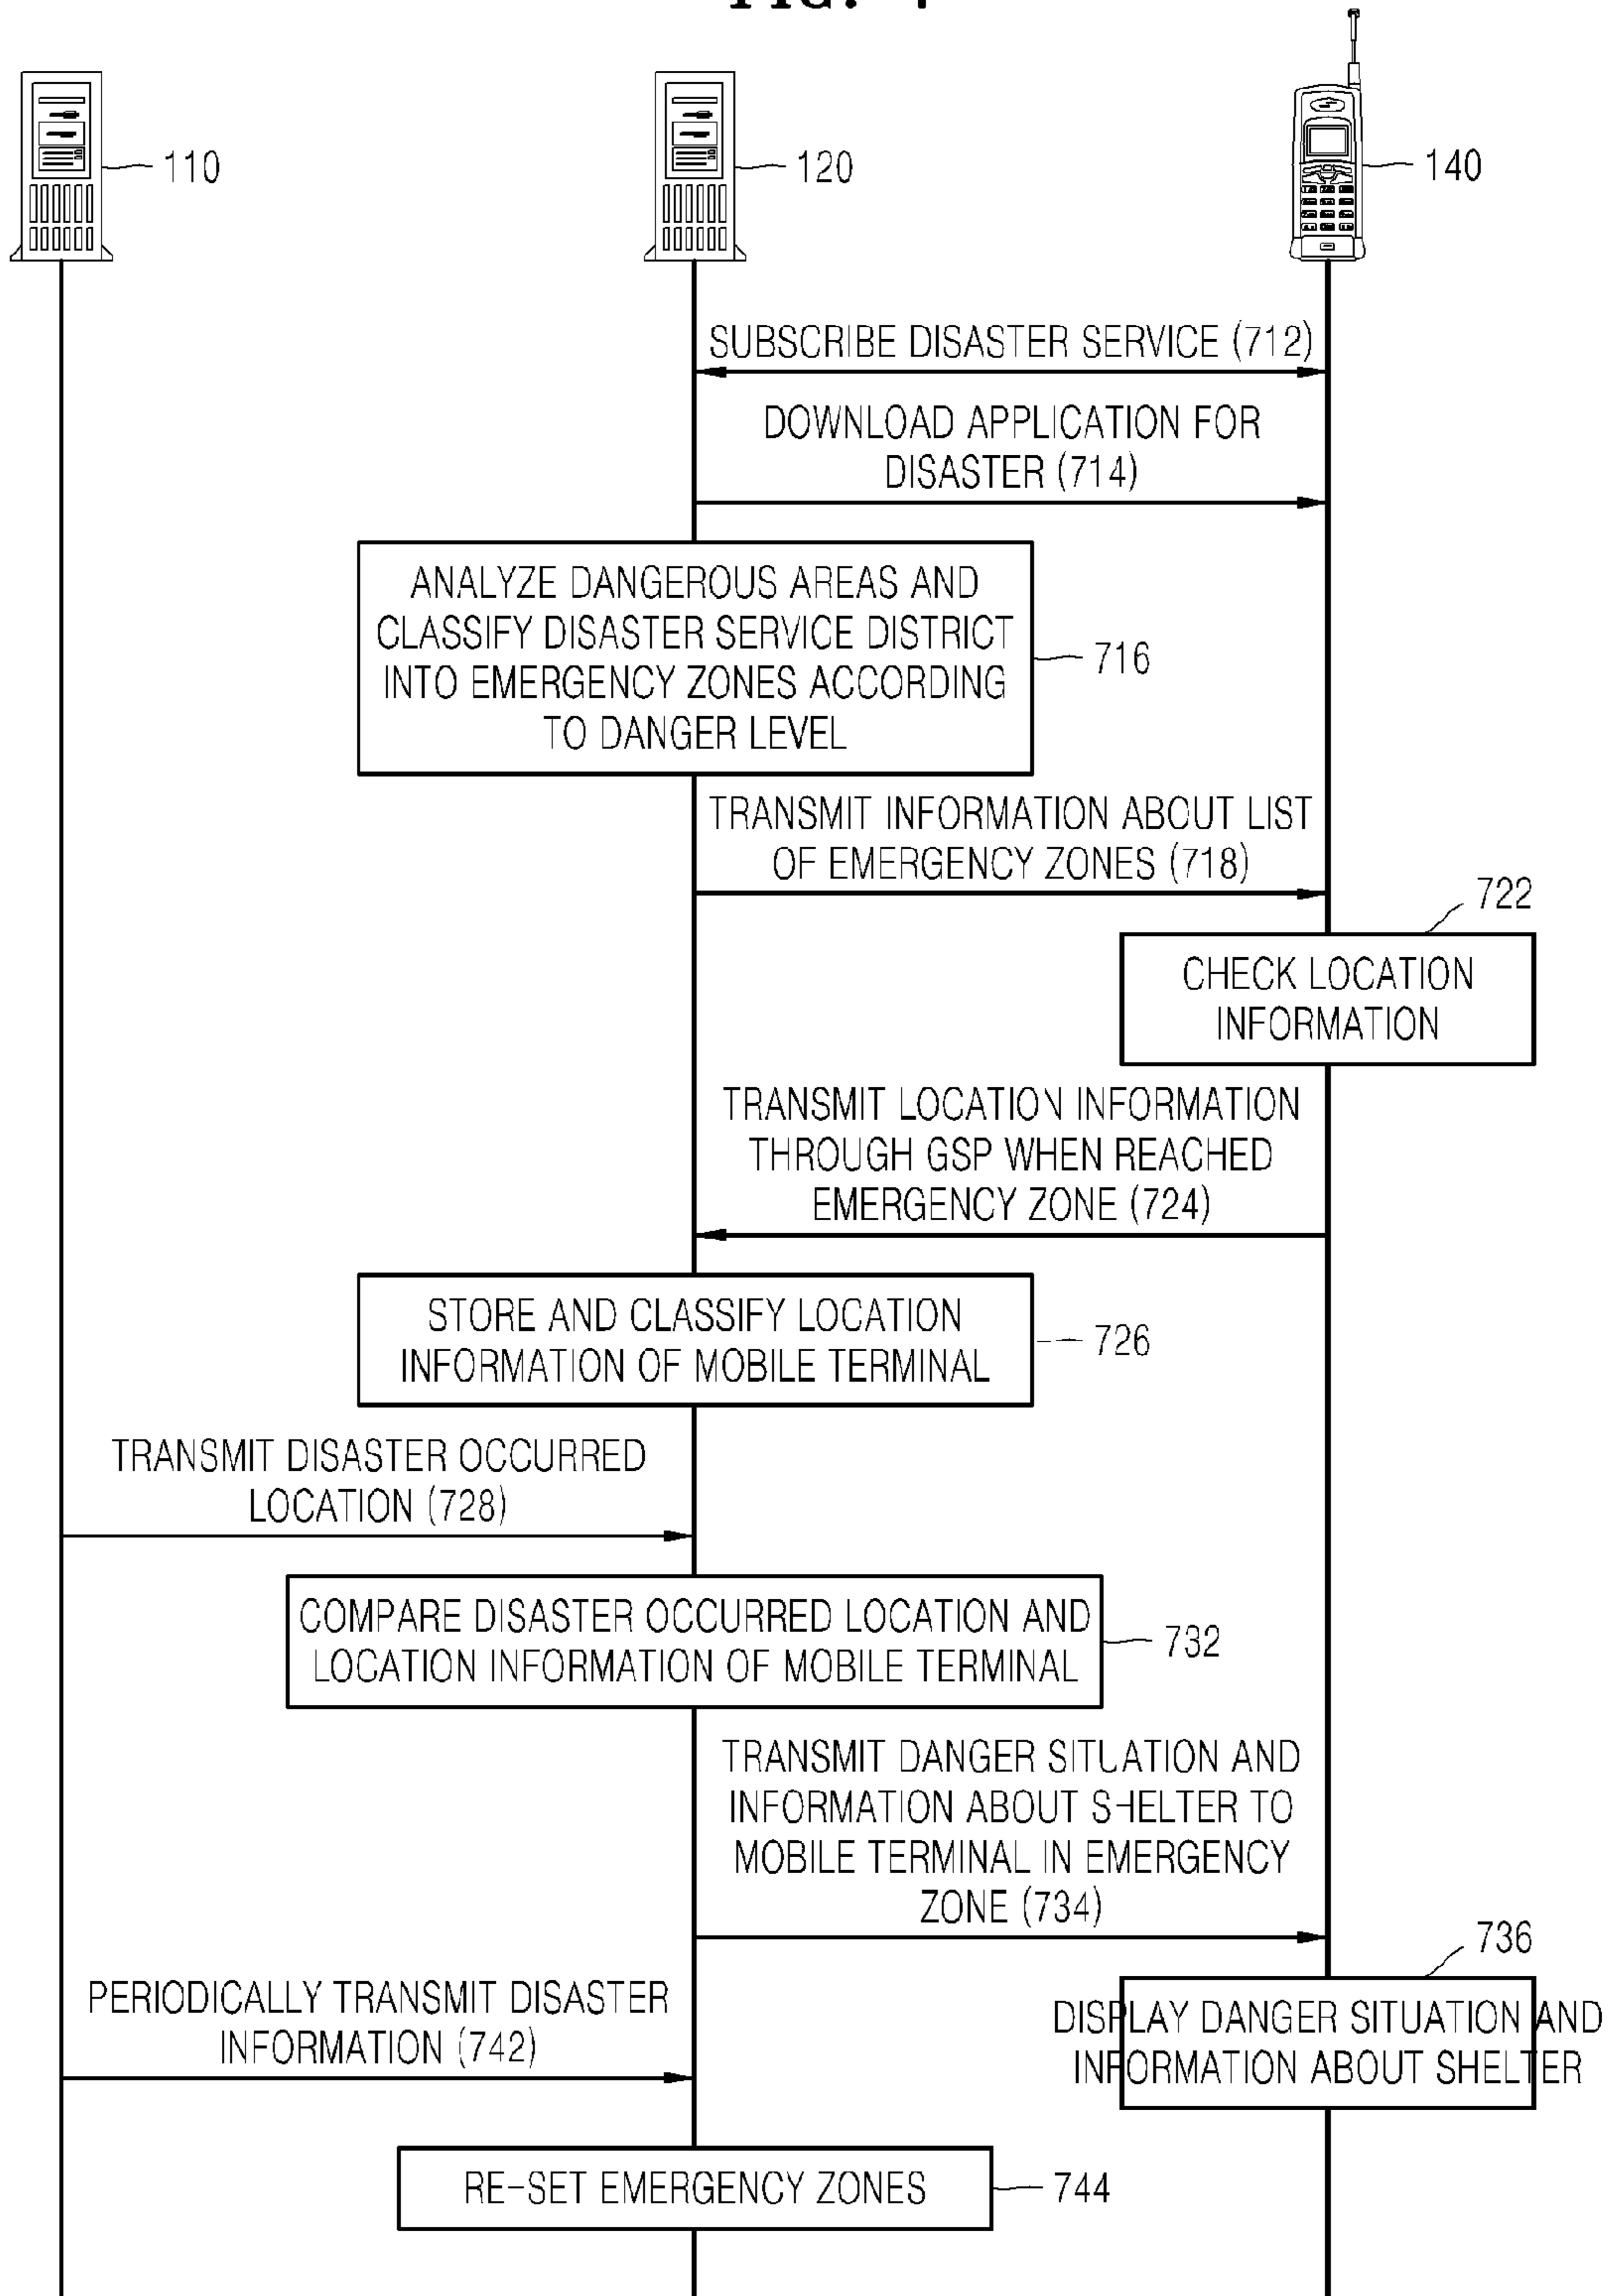 110
120
140
SUBSCRIBE DISASTER SERVICE (712)
DOWNLOAD APPLICATION FOR
DISASTER (714)
ANALYZE DANGEROUS AREAS AND
CLASSIFY DISASTER SERVICE DISTRICT
INTO EMERGENCY ZONES ACCORDING
TO DANGER LEVEL
716
TRANSMIT INFORMATION ABOUT LIST
OF EMERGENCY ZONES (718)
722
CHECK LOCATION
INFORMATION
TRANSMIT LOCATION INFORMATION
THROUGH GSP WHEN REACHED
EMERGENCY ZONE (724)
STORE AND CLASSIFY LOCATION
INFORMATION OF MOBILE TERMINAL
726
TRANSMIT DISASTER OCCURRED
LOCATION (728)
COMPARE DISASTER OCCURRED LOCATION AND
LOCATION INFORMATION OF MOBILE TERMINAL
732
TRANSMIT DANGER SITUATION AND
INFORMATION ABOUT SHELTER TO
MOBILE TERMINAL IN EMERGENCY
ZONE (734)
736
DISPLAY DANGER SITUATION AND
INFORMATION ABOUT SHELTER
PERIODICALLY TRANSMIT DISASTER
INFORMATION (742)
RE-SET EMERGENCY ZONES
744